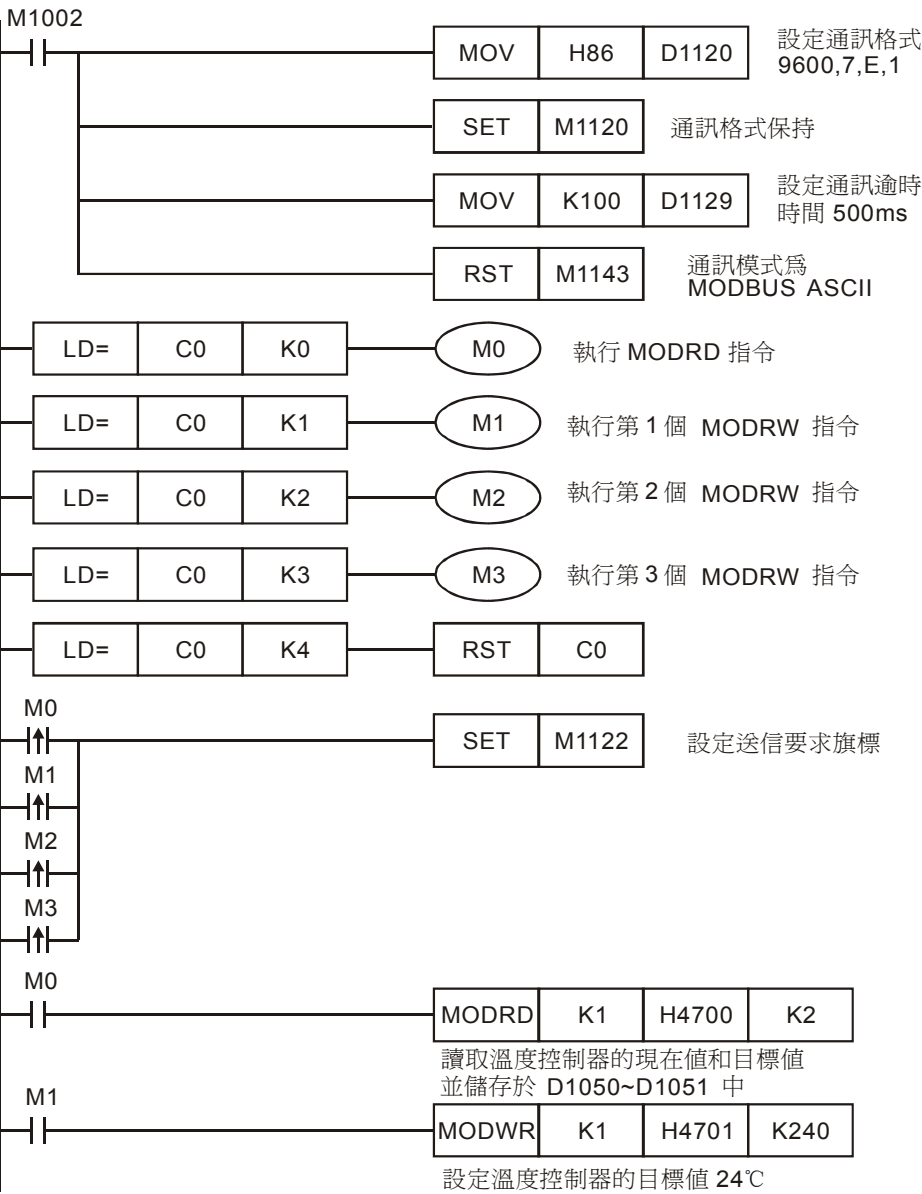 M1002
MOV H86 D1120 設定通訊格式
9600,7,E,1
SET M1120 通訊格式保持
MOV K100 D1129 設定通訊逾時
時間 500ms
RST M1143 通訊模式爲
MODBUS ASCII
LD= C0 K0 M0 執行 MODRD 指令
LD= C0 K1 M1 執行第 1 個 MODRW 指令
LD= C0 K2 M2 執行第 2 個 MODRW 指令
LD= C0 K3 M3 執行第 3 個 MODRW 指令
LD= C0 K4 RST C0
M0
SET M1122 設定送信要求旗標
M1
M2
M3
M0
MODRD K1 H4700 K2
讀取溫度控制器的現在値和目標値
並儲存於 D1050~D1051 中
M1
MODWR K1 H4701 K240
設定溫度控制器的目標値 24℃